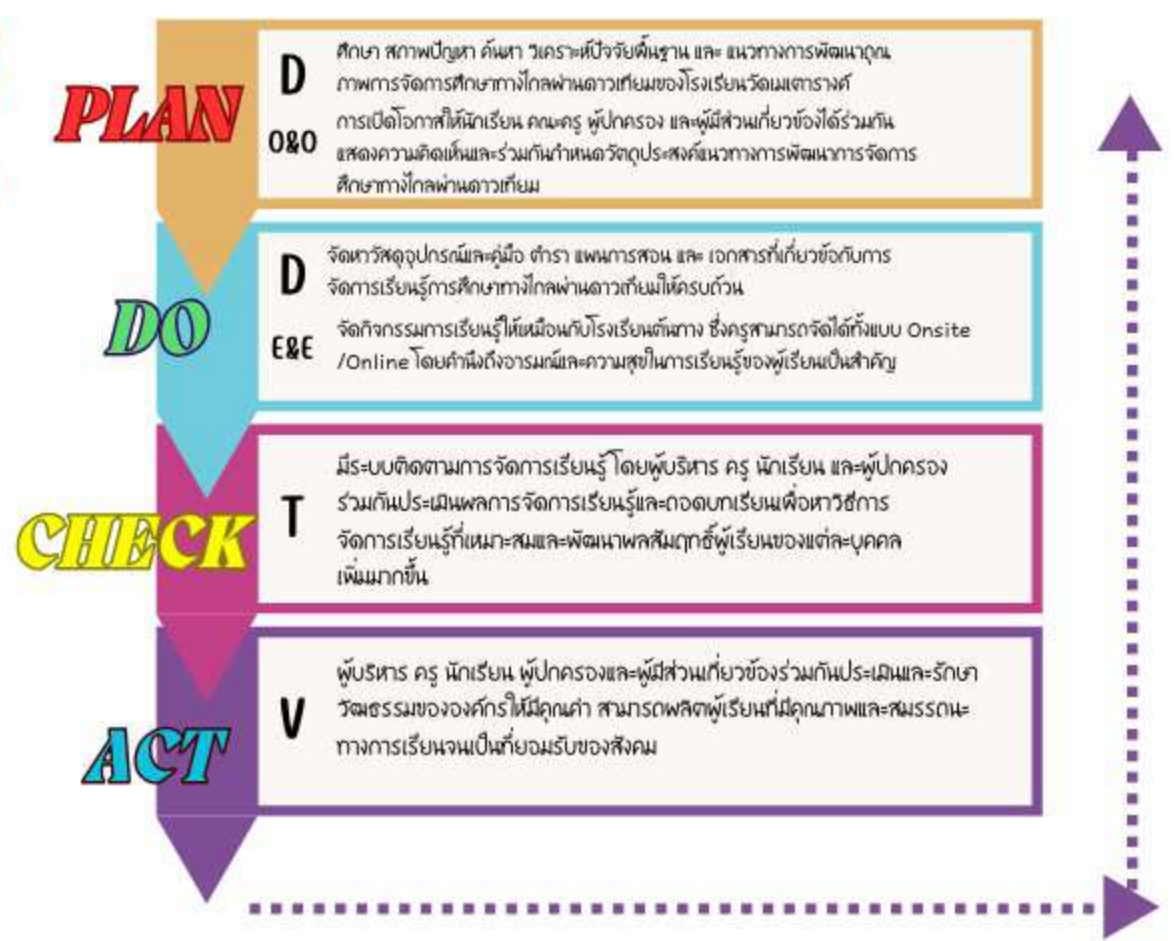 PLAN
D
ศึกษา สภาพปัญหา ค้นหา วิเคราะห์ปัจจัยพื้นฐาน และ แนวทางการพัฒนาคุณ
ภาพการจัดการศึกษาทางไกลผ่านดาวเทียมของโรงเรียนวัดเมเตารางค์
O&O
การเปิดโอกาสให้นักเรียน คณะครู ผู้ปกครอง และผู้มีส่วนเกี่ยวข้องได้ร่วมกัน
แสดงความคิดเห็นและร่วมกันกำหนดวัตถุประสงค์แนวทางการพัฒนาการจัดการ
ศึกษาทางไกลผ่านดาวเทียม
DO
D
จัดหาวัสดุอุปกรณ์และคู่มือ ตำรา แผนการสอน และ เอกสารที่เกี่ยวข้อกับการ
จัดการเรียนรู้การศึกษาทางไกลผ่านดาวเทียมให้ครบถ้วน
E&E
จัดกิจกรรมการเรียนรู้ให้เหมือนกับโรงเรียนต้นทาง ซึ่งครูสามารถจัดได้ทั้งแบบ Onsite
/Online โดยคำนึงถึงอารมณ์และความสุขในการเรียนรู้ของผู้เรียนเป็นสำคัญ
CHECK
T
มีระบบติดตามการจัดการเรียนรู้ โดยผู้บริหาร ครู นักเรียน และผู้ปกครอง
ร่วมกันประเมินผลการจัดการเรียนรู้และถอดบทเรียนเพื่อหาวิธีการ
จัดการเรียนรู้ที่เหมาะสมและพัฒนาผลสัมฤทธิ์ผู้เรียนของแต่ละบุคคล
เพิ่มมากขึ้น
ACT
V
ผู้บริหาร ครู นักเรียน ผู้ปกครองและผู้มีส่วนเกี่ยวข้องร่วมกันประเมินและรักษา
วัฒธรรมขององค์กรให้มีคุณค่า สามารถผลิตผู้เรียนที่มีคุณภาพและสมรรถนะ
ทางการเรียนจนเป็นที่ยอมรับของสังคม